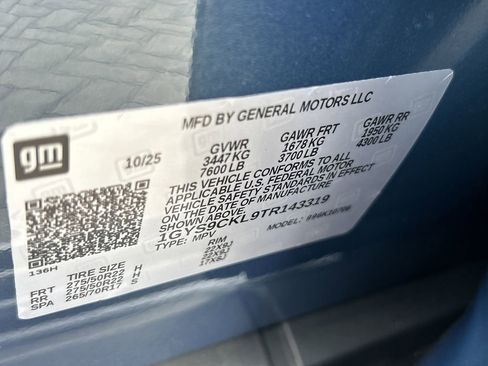 MFD BY GENERAL MOTORS LLC
gm
10/25 GVWR GAWR FRT GAWR RR
3447 KG 1678 KG 1950 KG
7600 LB 3700 LB 4300 LB
THIS VEHICLE CONFORMS TO ALL
APPLICABLE U.S. FEDERAL MOTOR
VEHICLE SAFETY STANDARDS IN EFFECT
ON THE DATE OF MANUFACTURE
SHOWN ABOVE
1GYS9CKL9TR143319
TYPE: MPV MODEL:
136H
TIRE SIZE RIM
FRT 275/50R22 H 22X9J
RR 275/50R22 H 22X9J
SPA 265/70R17 S 17X8J